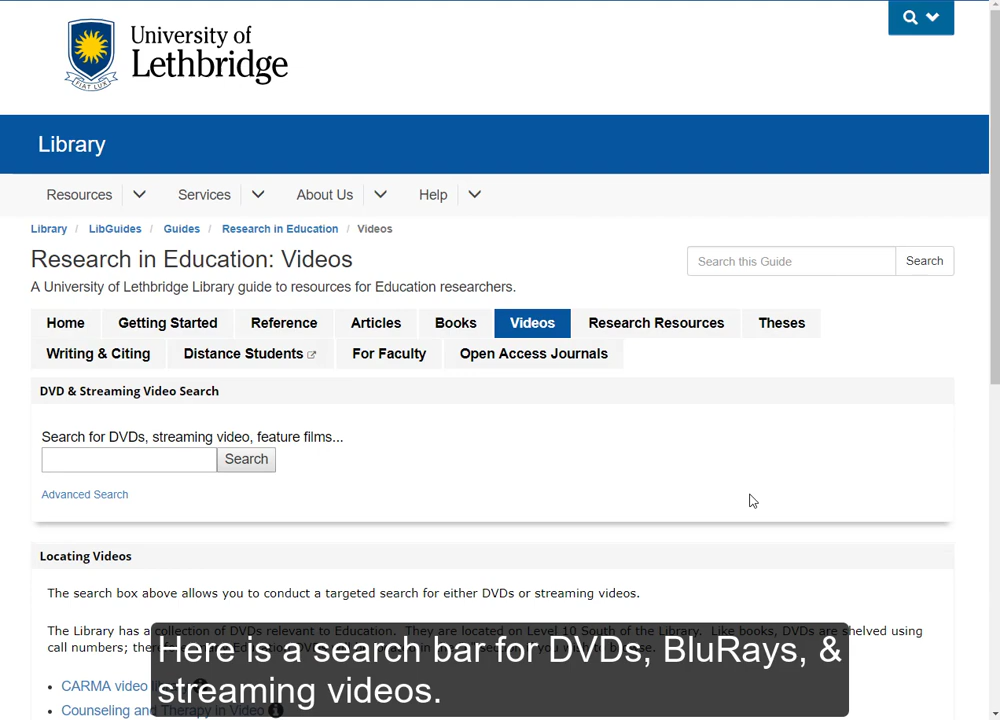 University of
Lethbridge
FIAT LUX
Library
Resources
Services
About Us
Help
Library / LibGuides / Guides / Research in Education / Videos
Research in Education: Videos
Search this Guide
Search
A University of Lethbridge Library guide to resources for Education researchers.
Home
Getting Started
Reference
Articles
Books
Videos
Research Resources
Theses
Writing & Citing
Distance Students
For Faculty
Open Access Journals
DVD & Streaming Video Search
Search for DVDs, streaming video, feature films...
Search
Advanced Search
Locating Videos
The search box above allows you to conduct a targeted search for either DVDs or streaming videos.
The Library has a collection of DVDs relevant to Education. They are located on Level 10 South of the Library. Like books, DVDs are shelved using
call numbers;
CARMA video
Counseling and Therapy in Video
Here is a search bar for DVDs, BluRays, &
streaming videos.